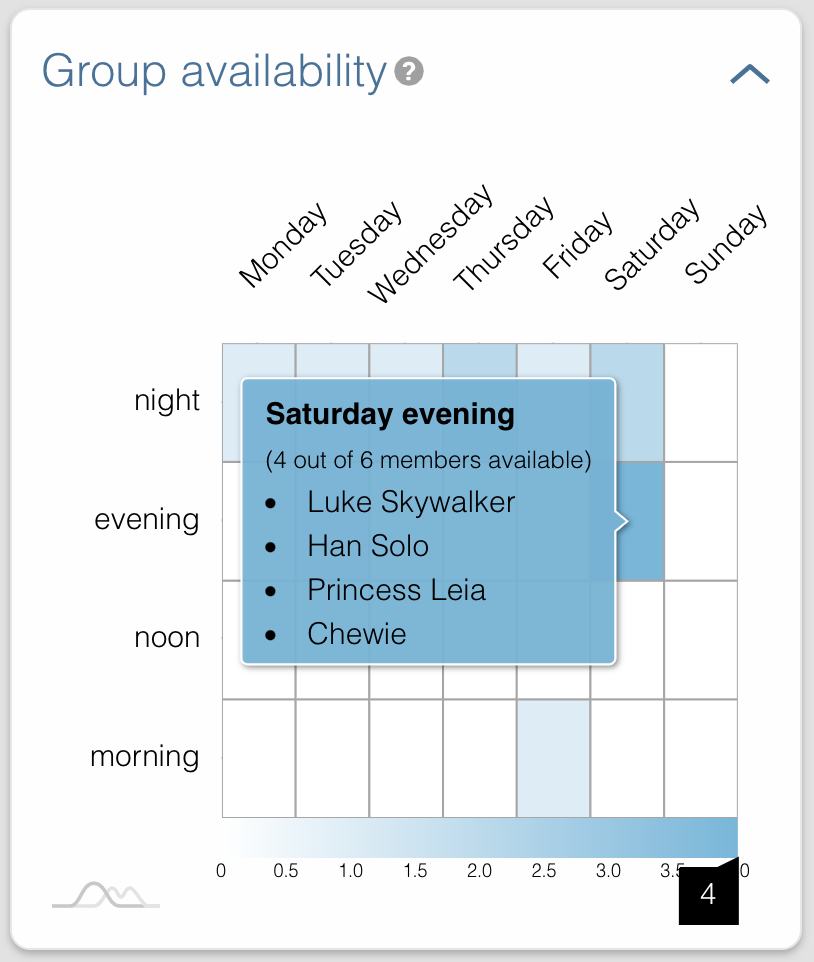 Group availability ?
Monday Tuesday Wednesday Thursday Friday Saturday Sunday
night
Saturday evening
(4 out of 6 members available)
evening
• Luke Skywalker
• Han Solo
• Princess Leia
noon
• Chewie
morning
0 0.5 1.0 1.5 2.0 2.5 3.0 3.5
4